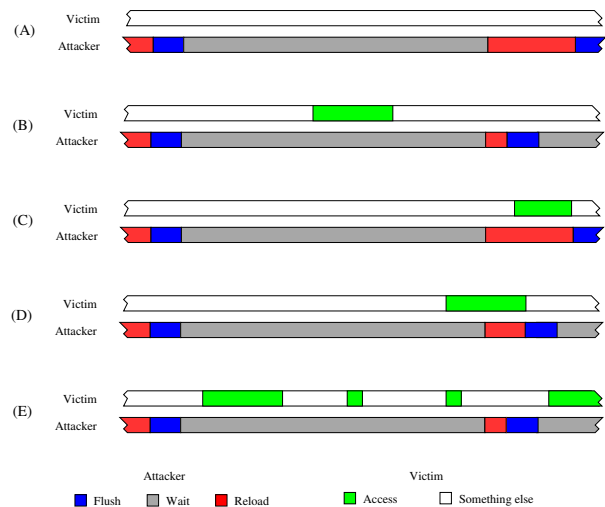 (A)
Victim
Attacker
(B)
Victim
Attacker
(C)
Victim
Attacker
(D)
Victim
Attacker
(E)
Victim
Attacker
Attacker Victim
Flush Wait Reload Access Something else